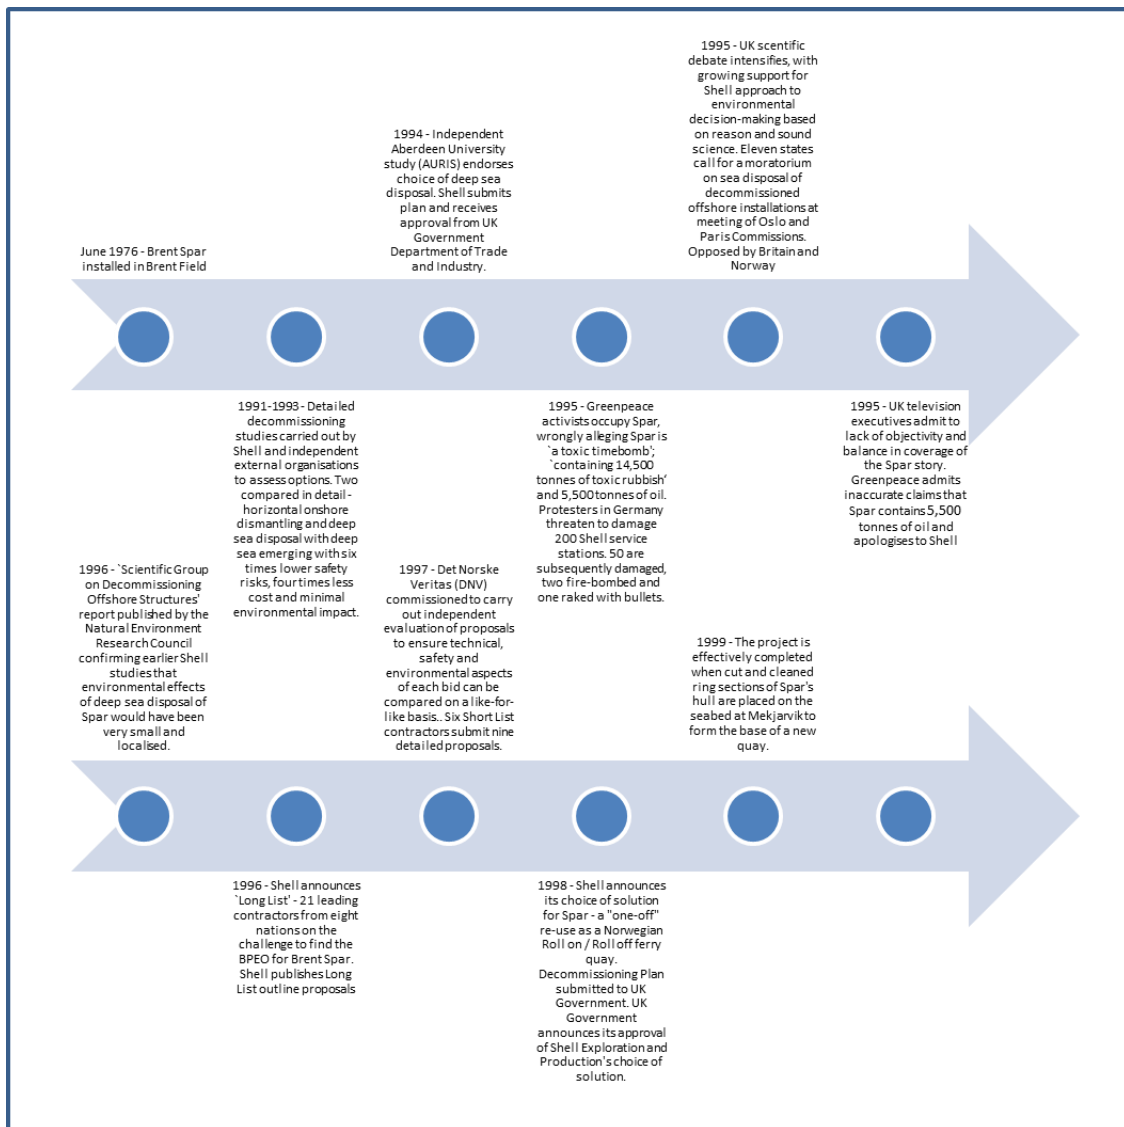 June 1976 - Brent Spar
installed in Brent Field
1991-1993 - Detailed
decommissioning
studies carried out by
Shell and independent
external organisations
to assess options. Two
compared in detail -
horizontal onshore
dismantling and deep
sea disposal with deep
sea emerging with six
times lower safety
risks, four times less
cost and minimal
environmental impact.
1994 - Independent
Aberdeen University
study (AURIS) endorses
choice of deep sea
disposal. Shell submits
plan and receives
approval from UK
Government
Department of Trade
and Industry.
1995 - Greenpeace
activists occupy Spar,
wrongly alleging Spar is
`a toxic timebomb';
`containing 14,500
tonnes of toxic rubbish'
and 5,500 tonnes of oil.
Protesters in Germany
threaten to damage
200 Shell service
stations. 50 are
subsequently damaged,
two fire-bombed and
one raked with bullets.
1995 - UK scentific
debate intensifies, with
growing support for
Shell approach to
environmental
decision-making based
on reason and sound
science. Eleven states
call for a moratorium
on sea disposal of
decommissioned
offshore installations at
meeting of Oslo and
Paris Commissions.
Opposed by Britain and
Norway
1995 - UK television
executives admit to
lack of objectivity and
balance in coverage of
the Spar story.
Greenpeace admits
inaccurate claims that
Spar contains 5,500
tonnes of oil and
apologises to Shell
1996 - `Scientific Group
on Decommissioning
Offshore Structures'
report published by the
Natural Environment
Research Council
confirming earlier Shell
studies that
environmental effects
of deep sea disposal of
Spar would have been
very small and
localised.
1996 - Shell announces
`Long List' - 21 leading
contractors from eight
nations on the
challenge to find the
BPEO for Brent Spar.
Shell publishes Long
List outline proposals
1997 - Det Norske
Veritas (DNV)
commissioned to carry
out independent
evaluation of proposals
to ensure technical,
safety and
environmental aspects
of each bid can be
compared on a like-for-
like basis.. Six Short List
contractors submit nine
detailed proposals.
1998 - Shell announces
its choice of solution
for Spar - a "one-off"
re-use as a Norwegian
Roll on / Roll off ferry
quay.
Decommissioning Plan
submitted to UK
Government. UK
Government
announces its approval
of Shell Exploration and
Production's choice of
solution.
1999 - The project is
effectively completed
when cut and cleaned
ring sections of Spar's
hull are placed on the
seabed at Mekjarvik to
form the base of a new
quay.